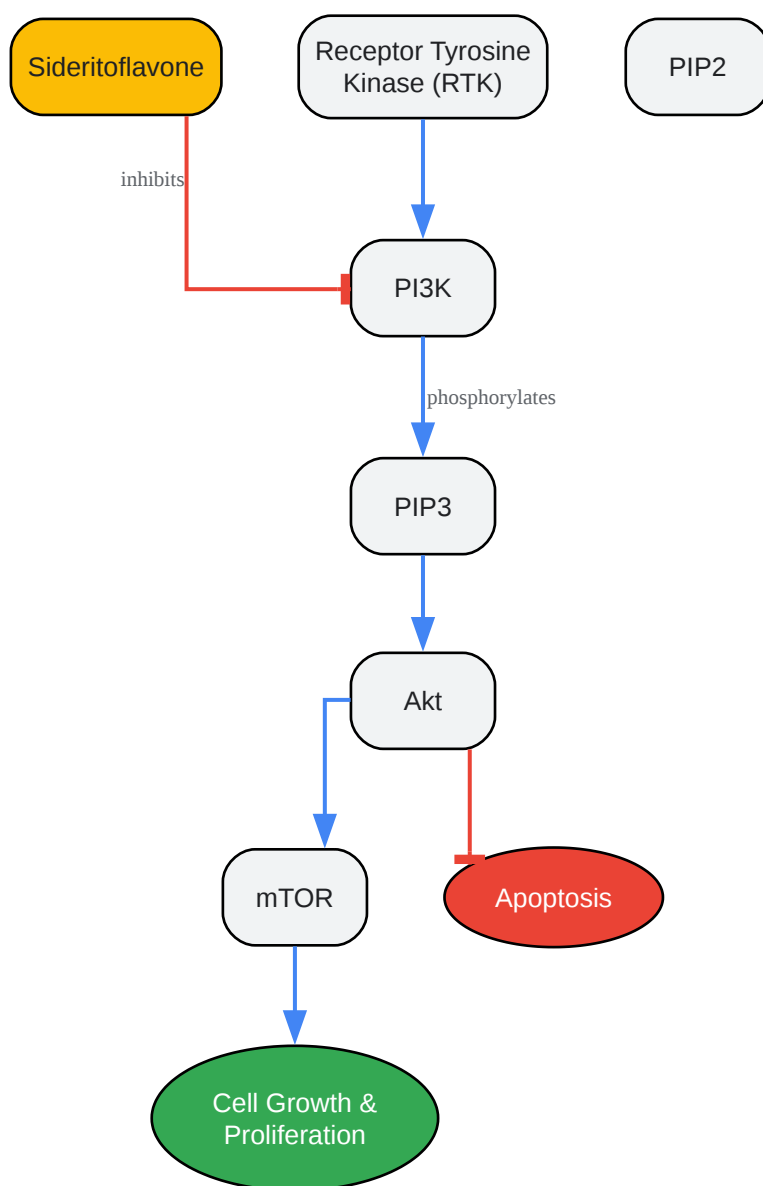 Sideritoflavone
Receptor Tyrosine
Kinase (RTK)
PIP2
inhibits
PI3K
phosphorylates
PIP3
Akt
mTOR
Apoptosis
Cell Growth &
Proliferation